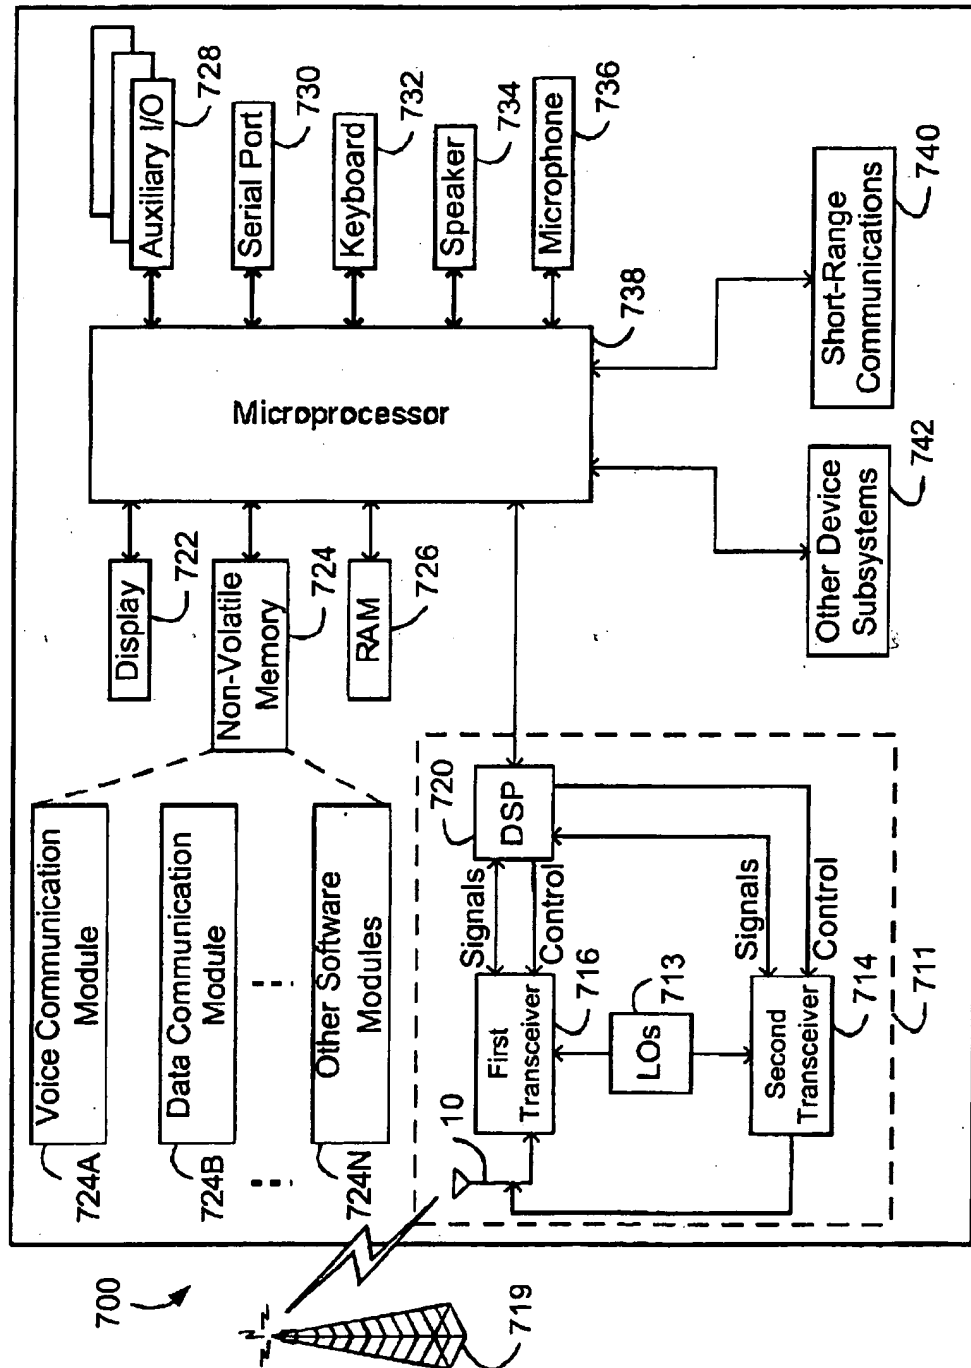 700
719
Voice Communication
Module
724A
Data Communication
Module
724B
Other Software
Modules
724N
Display
722
Non-Volatile
Memory
724
RAM
726
Microprocessor
738
Auxiliary I/O
728
Serial Port
730
Keyboard
732
Speaker
734
Microphone
736
10
First
Transceiver
716
Signals
Control
DSP
720
LOs
713
Second
Transceiver
714
Signals
Control
711
Other Device
Subsystems
742
Short-Range
Communications
740